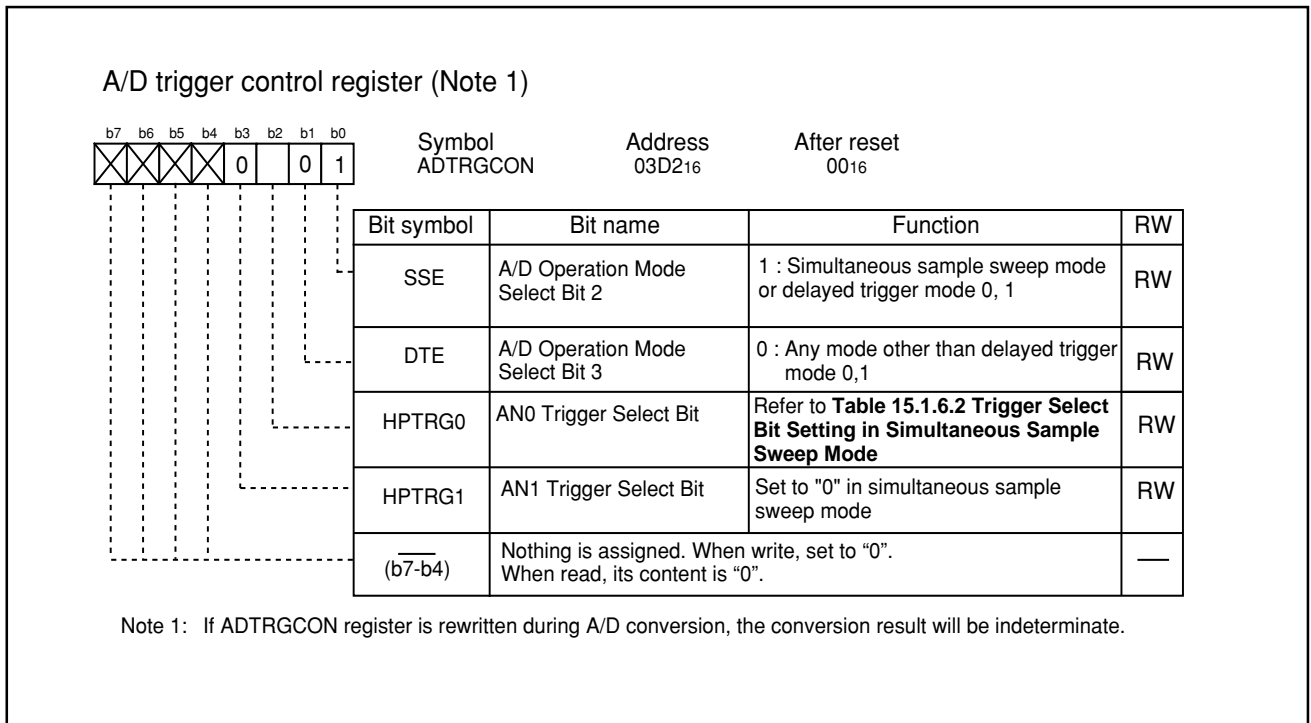 A/D trigger control register (Note 1)
b7 b6 b5 b4 b3 b2 b1 b0
0 0 1
Symbol Address After reset
ADTRGCON 03D216 0016
Bit symbol Bit name Function RW
SSE A/D Operation Mode Select Bit 2 1 : Simultaneous sample sweep mode or delayed trigger mode 0, 1 RW
DTE A/D Operation Mode Select Bit 3 0 : Any mode other than delayed trigger mode 0,1 RW
HPTRG0 AN0 Trigger Select Bit Refer to Table 15.1.6.2 Trigger Select Bit Setting in Simultaneous Sample Sweep Mode RW
HPTRG1 AN1 Trigger Select Bit Set to "0" in simultaneous sample sweep mode RW
(b7-b4) Nothing is assigned. When write, set to “0”.
When read, its content is “0”.
Note 1: If ADTRGCON register is rewritten during A/D conversion, the conversion result will be indeterminate.